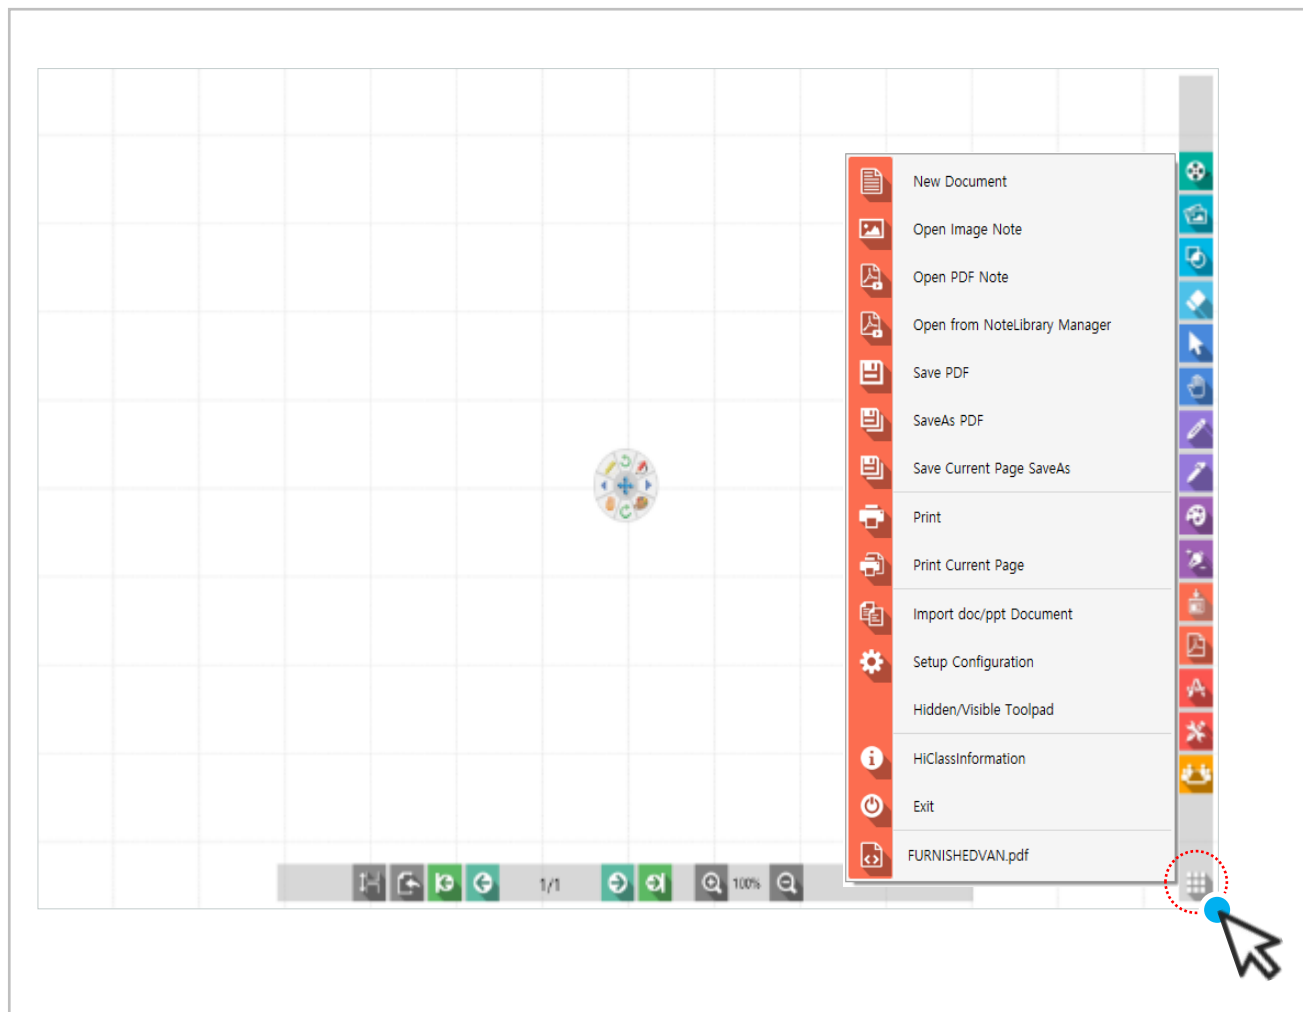 New Document
Open Image Note
Open PDF Note
Open from NoteLibrary Manager
Save PDF
SaveAs PDF
Save Current Page SaveAs
Print
Print Current Page
Import doc/ppt Document
Setup Configuration
Hidden/Visible Toolpad
HiClassInformation
Exit
FURNISHEDVAN.pdf
1/1
100%